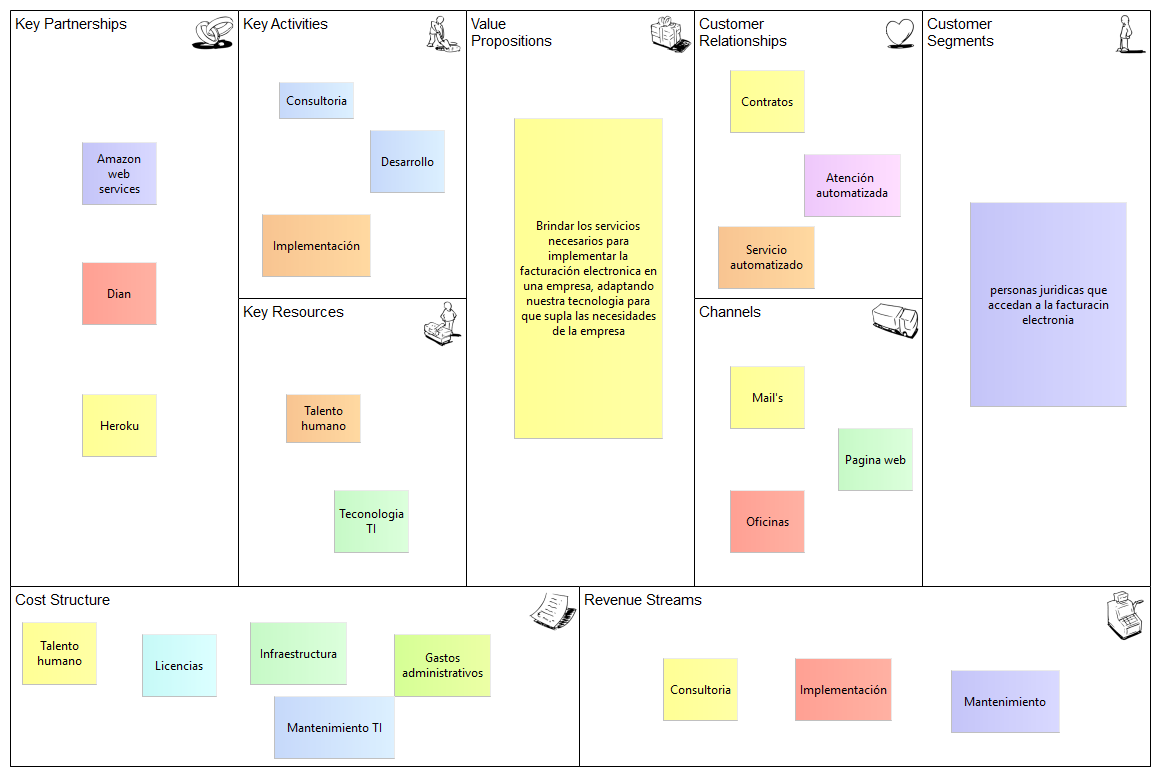 Key Partnerships
Amazon
web
services
Dian
Heroku
Key Activities
Consultoria
Desarrollo
Implementación
Key Resources
Talento
humano
Teconologia
TI
Value
Propositions
Brindar los servicios
necesarios para
implementar la
facturación electronica en
una empresa, adaptando
nuestra tecnologia para
que supla las necesidades
de la empresa
Customer
Relationships
Contratos
Atención
automatizada
Servicio
automatizado
Channels
Mail's
Pagina web
Oficinas
Customer
Segments
personas juridicas que
accedan a la facturacin
electronia
Cost Structure
Talento
humano
Licencias
Infraestructura
Gastos
administrativos
Mantenimiento TI
Revenue Streams
Consultoria
Implementación
Mantenimiento